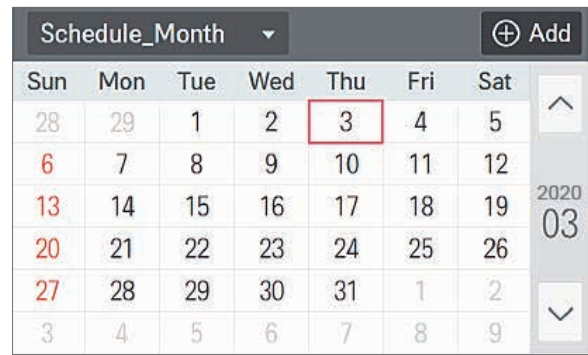 Schedule_Month Add
Sun Mon Tue Wed Thu Fri Sat
28 29 1 2 3 4 5
6 7 8 9 10 11 12
13 14 15 16 17 18 19
2020
03
20 21 22 23 24 25 26
27 28 29 30 31 1 2
3 4 5 6 7 8 9